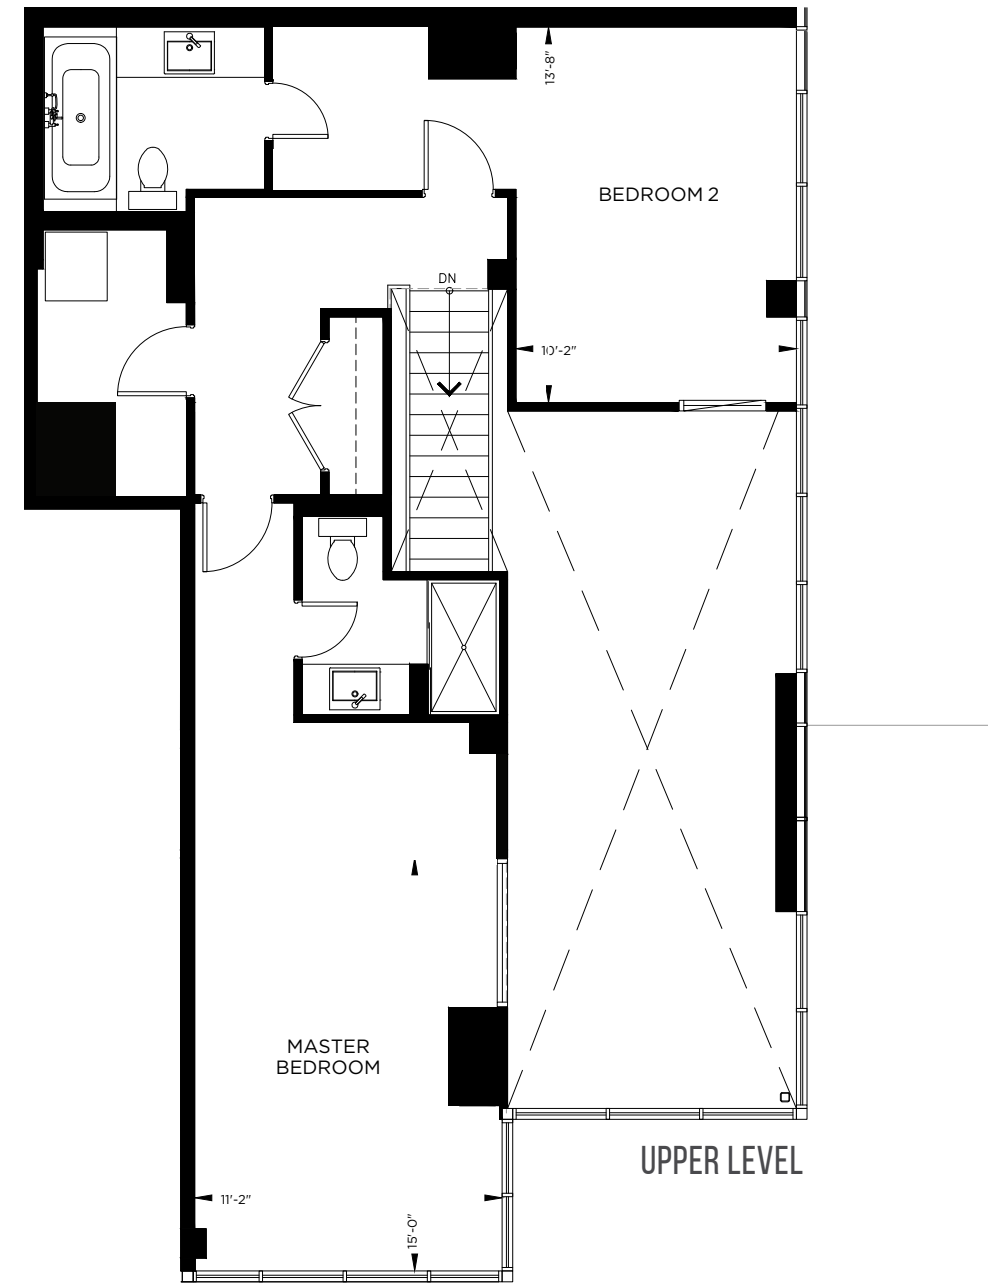 13'-8"
BEDROOM 2
DN
10'-2"
MASTER
BEDROOM
UPPER LEVEL
11'-2"
15'-0"